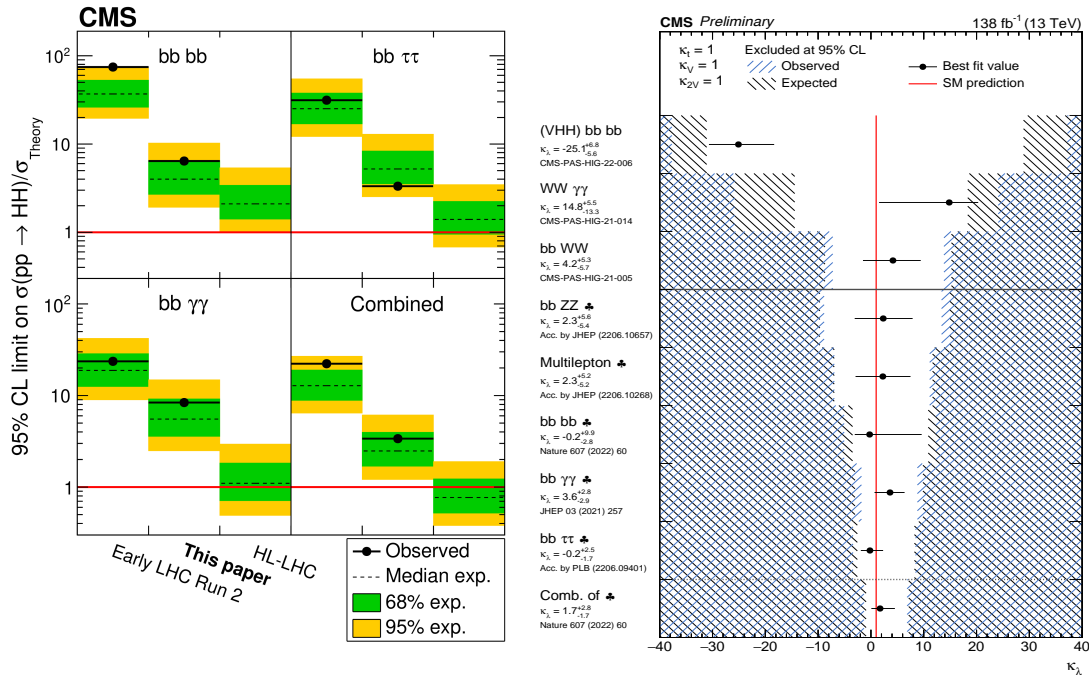 CMS
95% CL limit on σ(pp → HH)/σ_Theory
bb bb
bb ττ
10²
10
1
bb γγ
Combined
10²
10
1
Early LHC Run 2
This paper
HL-LHC
Observed
Median exp.
68% exp.
95% exp.
CMS Preliminary
138 fb⁻¹ (13 TeV)
κ_t = 1
κ_V = 1
κ_2V = 1
Excluded at 95% CL
Observed
Expected
Best fit value
SM prediction
(VHH) bb bb
κ_λ = -25.1 +6.8 -5.6
CMS-PAS-HIG-22-006
WW γγ
κ_λ = 14.8 +5.5 -13.3
CMS-PAS-HIG-21-014
bb WW
κ_λ = 4.2 +5.3 -5.7
CMS-PAS-HIG-21-005
bb ZZ ♣
κ_λ = 2.3 +5.6 -5.4
Acc. by JHEP (2206.10657)
Multilepton ♣
κ_λ = 2.3 +5.2 -5.2
Acc. by JHEP (2206.10268)
bb bb ♣
κ_λ = -0.2 +9.9 -2.8
Nature 607 (2022) 60
bb γγ ♣
κ_λ = 3.6 +2.8 -2.9
JHEP 03 (2021) 257
bb ττ ♣
κ_λ = -0.2 +2.5 -1.7
Acc. by PLB (2206.09401)
Comb. of ♣
κ_λ = 1.7 +2.8 -1.7
Nature 607 (2022) 60
−40 −30 −20 −10 0 10 20 30 40
κ_λ